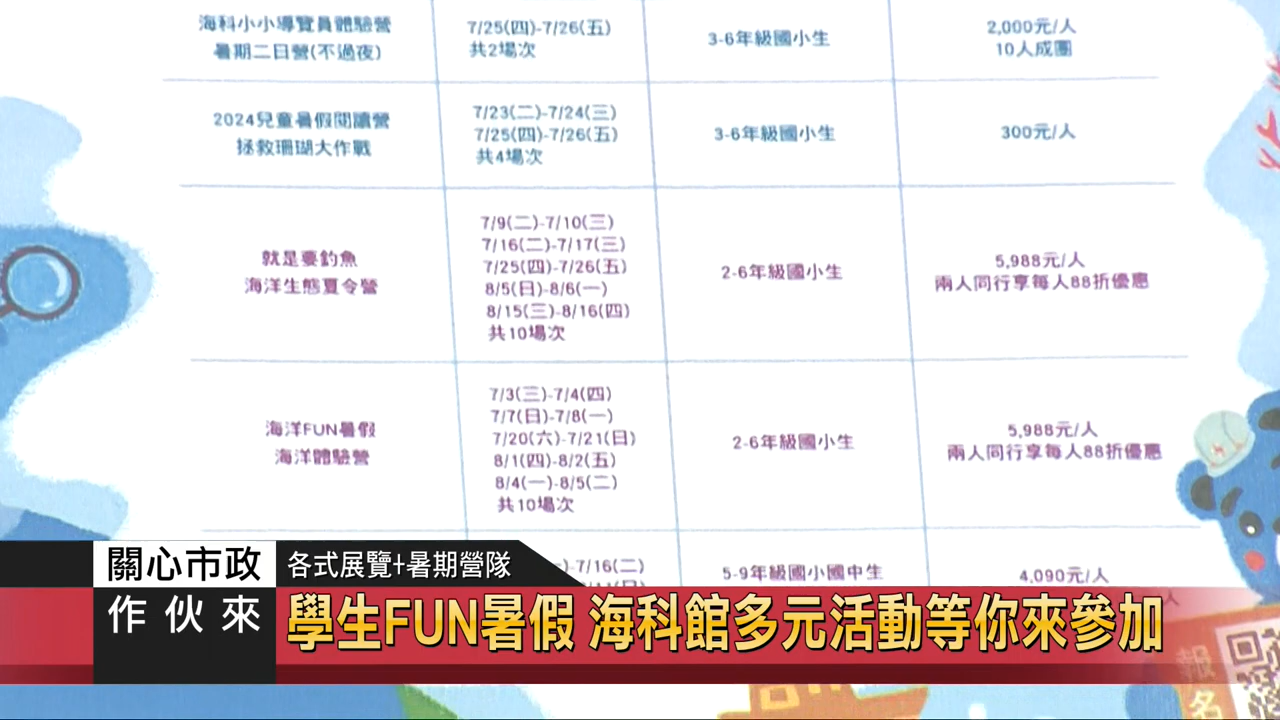 海科小小導覽員體驗營
暑期二日營(不過夜)
7/25(四)-7/26(五)
共2場次
3-6年級國小生
2,000元/人
10人成團
2024兒童暑假閱讀營
拯救珊瑚大作戰
7/23(二)-7/24(三)
7/25(四)-7/26(五)
共4場次
3-6年級國小生
300元/人
就是要釣魚
海洋生態夏令營
7/9(二)-7/10(三)
7/16(二)-7/17(三)
7/25(四)-7/26(五)
8/5(日)-8/6(一)
8/15(三)-8/16(四)
共10場次
2-6年級國小生
5,988元/人
兩人同行享每人88折優惠
海洋FUN暑假
海洋體驗營
7/3(三)-7/4(四)
7/7(日)-7/8(一)
7/20(六)-7/21(日)
8/1(四)-8/2(五)
8/4(一)-8/5(二)
共10場次
2-6年級國小生
5,988元/人
兩人同行享每人88折優惠
-7/16(二)
5-9年級國小國中生
4,090元/人
關心市政
作伙來
各式展覽+暑期營隊
學生FUN暑假 海科館多元活動等你來參加
報名